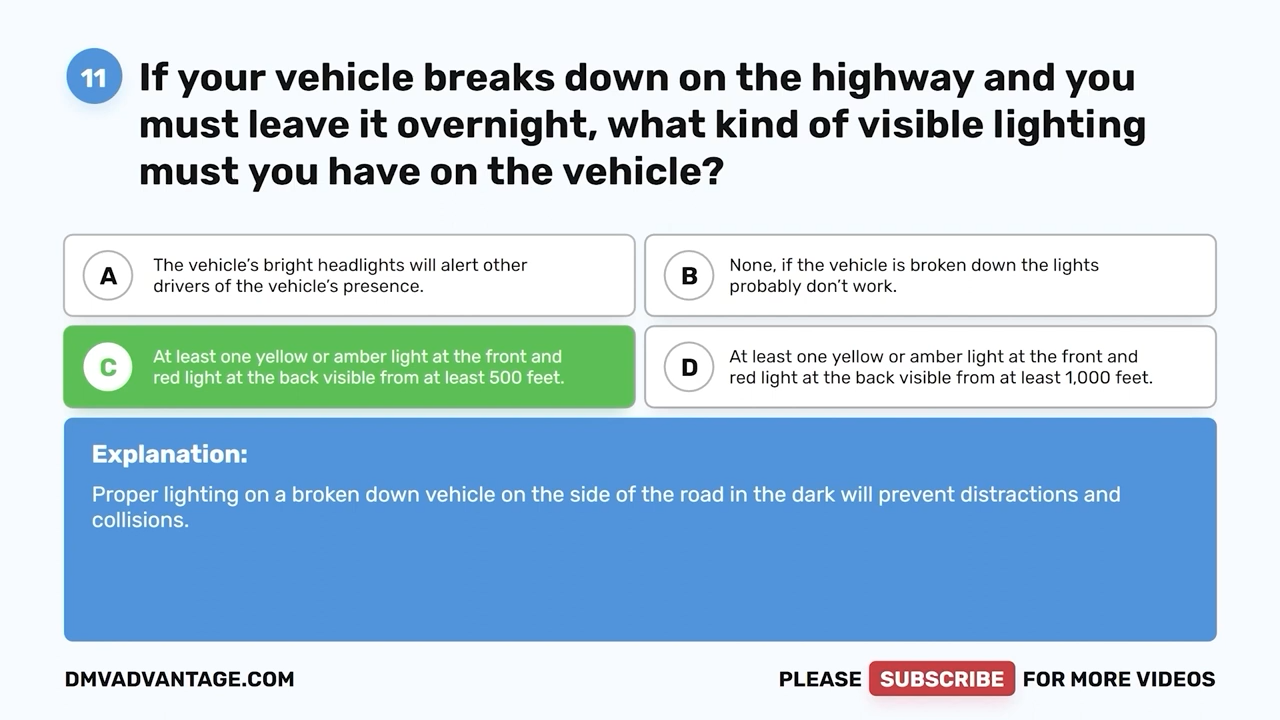 11
If your vehicle breaks down on the highway and you
must leave it overnight, what kind of visible lighting
must you have on the vehicle?
A
The vehicle's bright headlights will alert other
drivers of the vehicle's presence.
B
None, if the vehicle is broken down the lights
probably don't work.
C
At least one yellow or amber light at the front and
red light at the back visible from at least 500 feet.
D
At least one yellow or amber light at the front and
red light at the back visible from at least 1,000 feet.
Explanation:
Proper lighting on a broken down vehicle on the side of the road in the dark will prevent distractions and
collisions.
DMVADVANTAGE.COM
PLEASE SUBSCRIBE FOR MORE VIDEOS